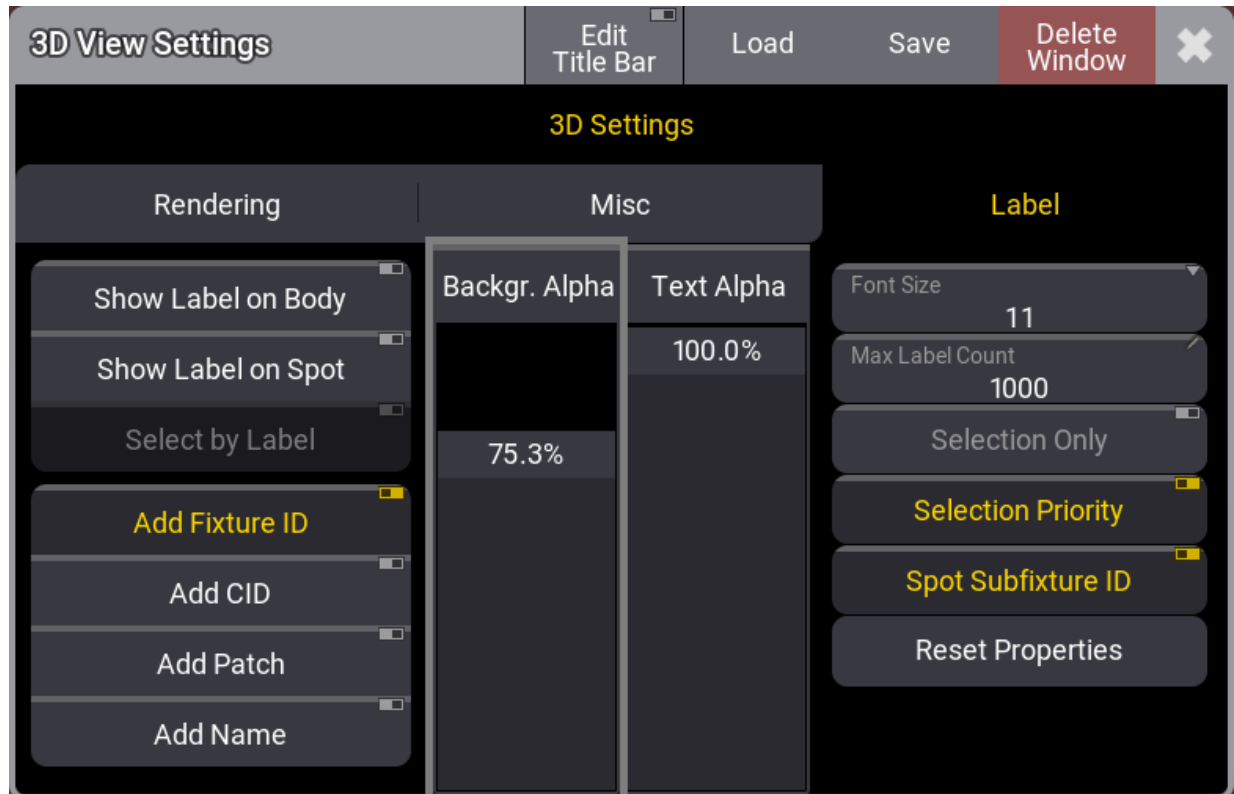 3D View Settings
Edit
Title Bar
Load
Save
Delete
Window
3D Settings
Rendering
Misc
Label
Show Label on Body
Show Label on Spot
Select by Label
Add Fixture ID
Add CID
Add Patch
Add Name
Backgr. Alpha
75.3%
Text Alpha
100.0%
Font Size
11
Max Label Count
1000
Selection Only
Selection Priority
Spot Subfixture ID
Reset Properties